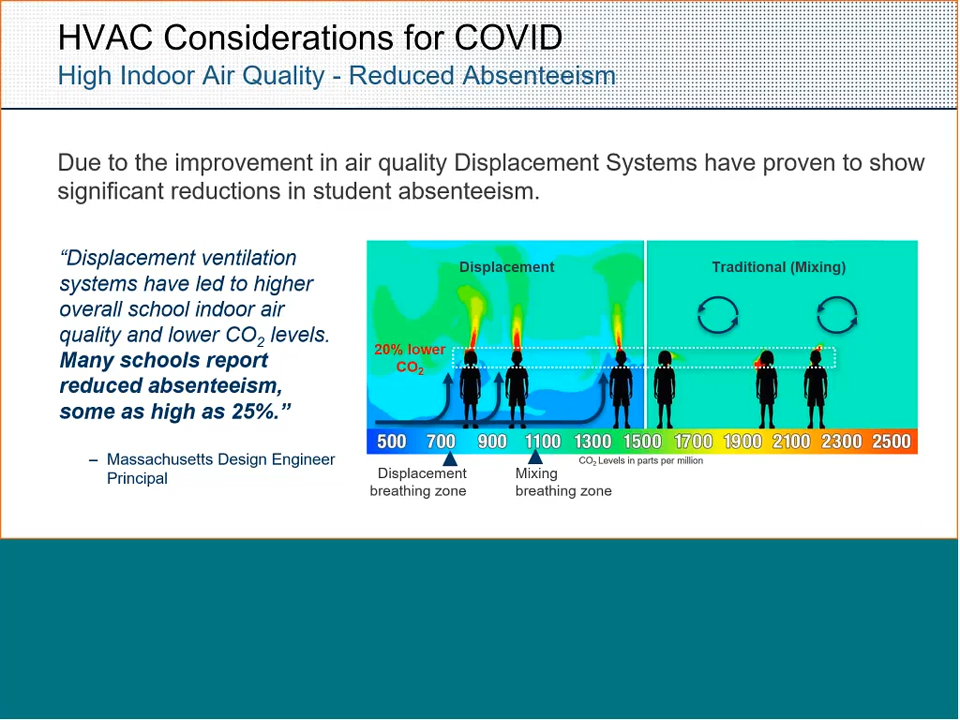 HVAC Considerations for COVID
High Indoor Air Quality - Reduced Absenteeism
Due to the improvement in air quality Displacement Systems have proven to show
significant reductions in student absenteeism.
“Displacement ventilation
systems have led to higher
overall school indoor air
quality and lower CO2 levels.
Many schools report
reduced absenteeism,
some as high as 25%.”
– Massachusetts Design Engineer
Principal
Displacement
Traditional (Mixing)
20% lower
CO2
500 700 900 1100 1300 1500 1700 1900 2100 2300 2500
CO2 Levels in parts per million
Displacement
breathing zone
Mixing
breathing zone